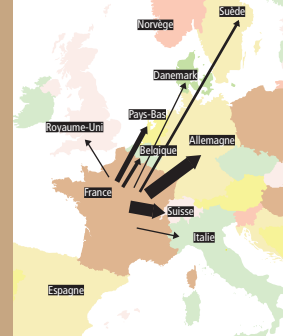 Suède
Norvège
Danemark
Pays-Bas
Royaume-Uni
Allemagne
Belgique
France
Suisse
Italie
Espagne